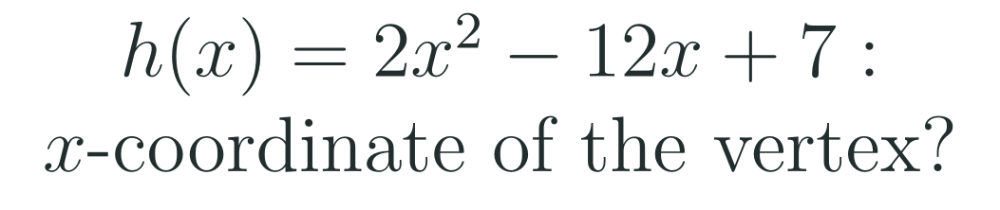 h(x) = 2x² − 12x + 7 :
x-coordinate of the vertex?